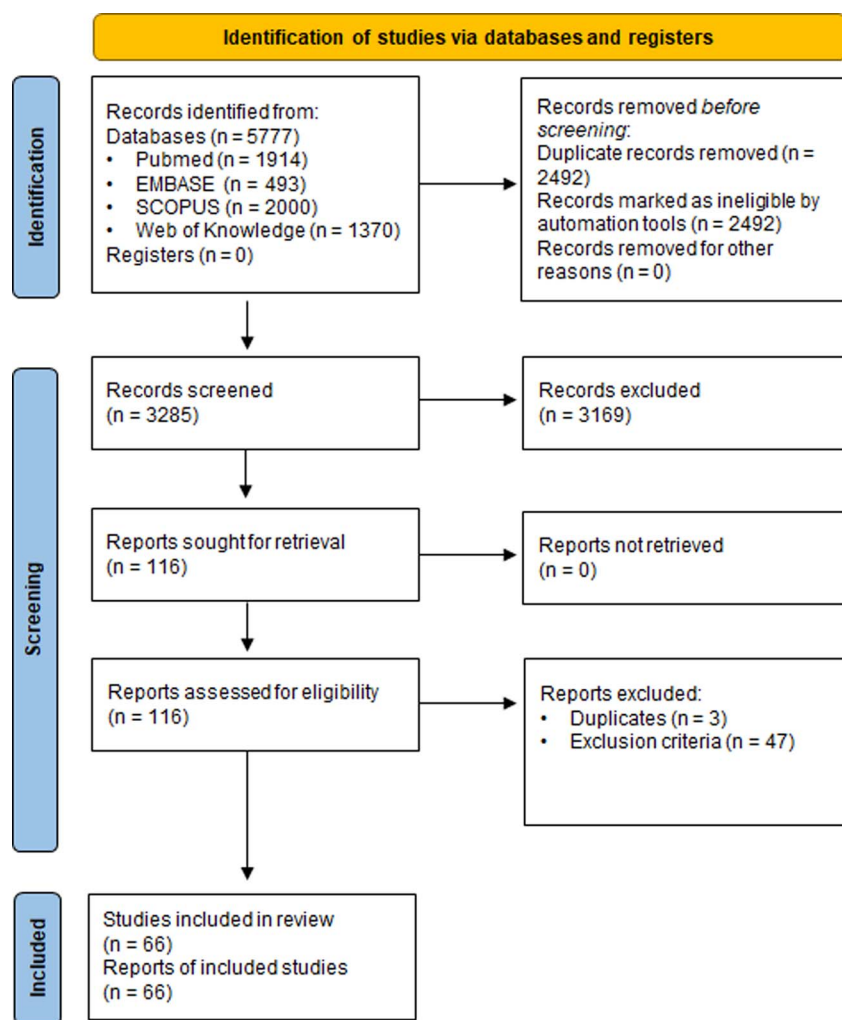 Identification of studies via databases and registers
Identification
Records identified from:
Databases (n = 5777)
• Pubmed (n = 1914)
• EMBASE (n = 493)
• SCOPUS (n = 2000)
• Web of Knowledge (n = 1370)
Registers (n = 0)
Records removed before
screening:
Duplicate records removed (n =
2492)
Records marked as ineligible by
automation tools (n = 2492)
Records removed for other
reasons (n = 0)
Screening
Records screened
(n = 3285)
Records excluded
(n = 3169)
Reports sought for retrieval
(n = 116)
Reports not retrieved
(n = 0)
Reports assessed for eligibility
(n = 116)
Reports excluded:
• Duplicates (n = 3)
• Exclusion criteria (n = 47)
Included
Studies included in review
(n = 66)
Reports of included studies
(n = 66)